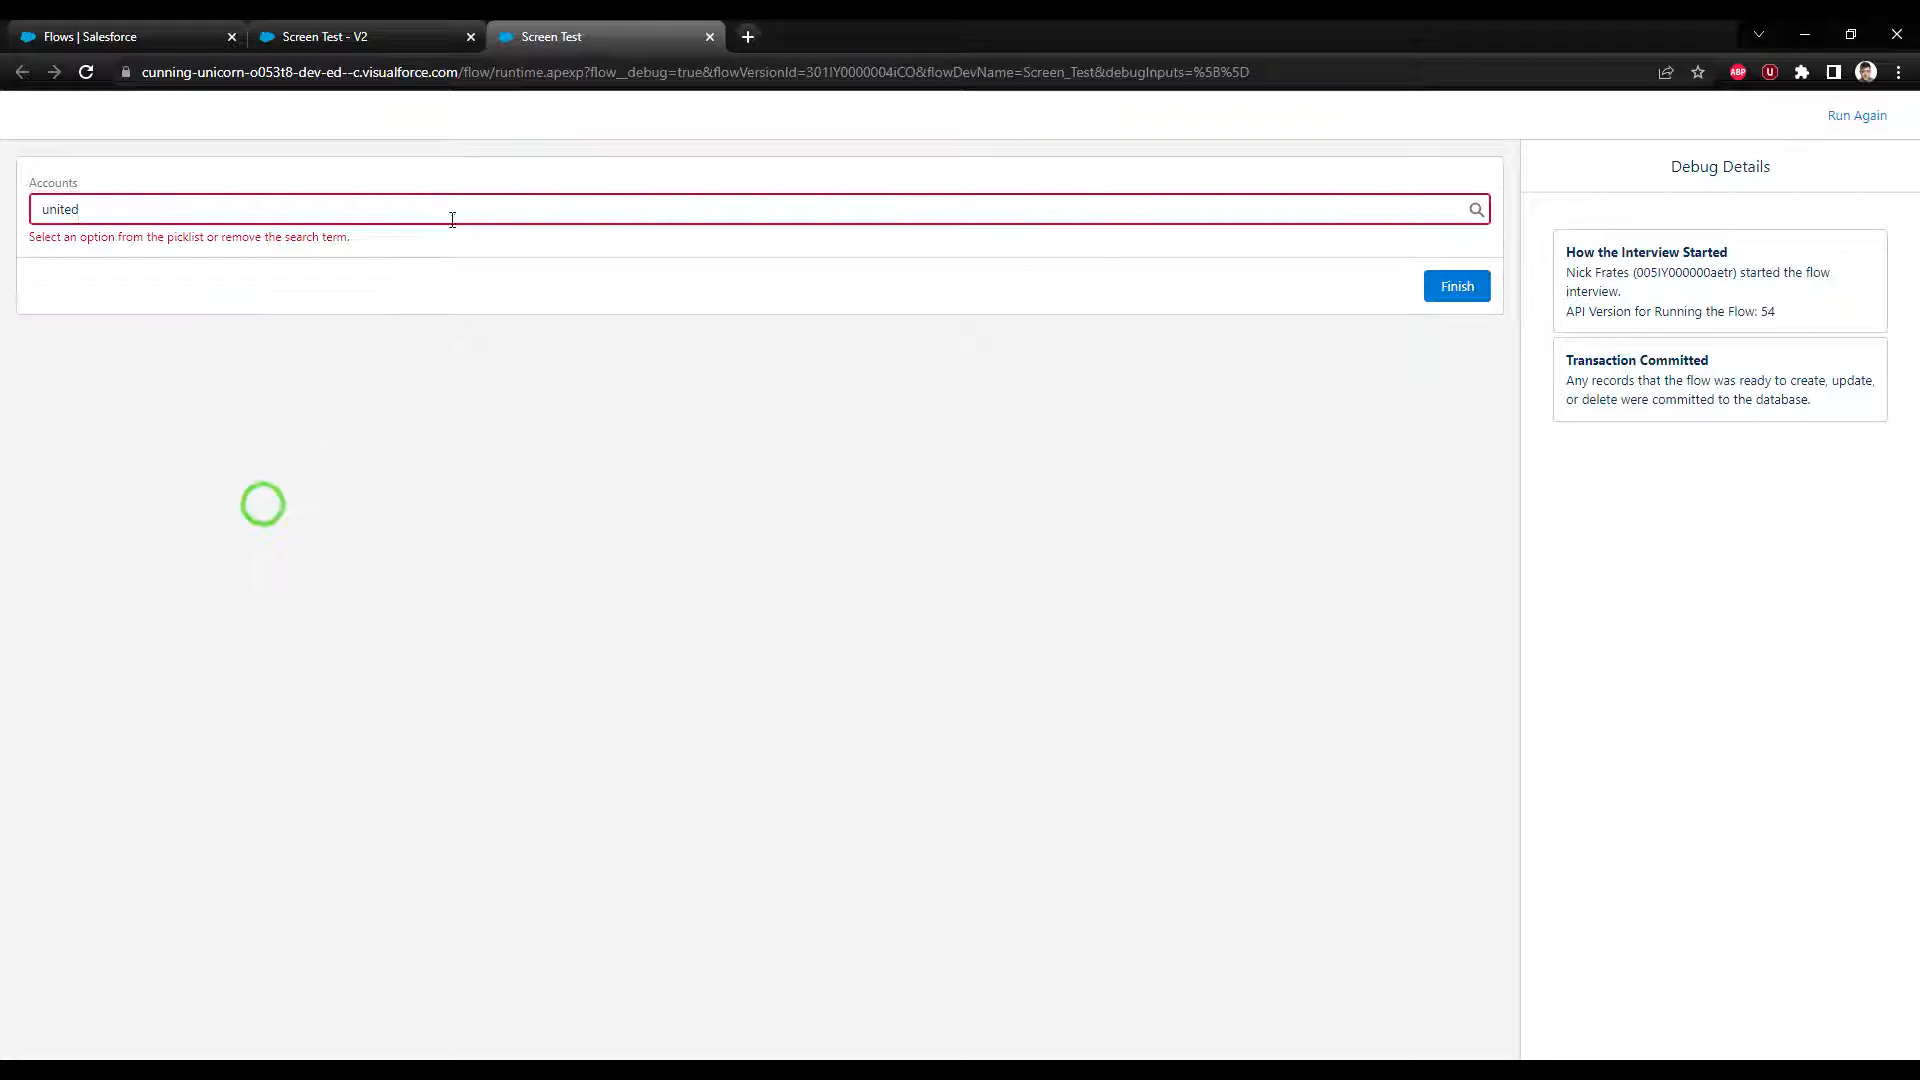 Flows | Salesforce
Screen Test - V2
Screen Test
cunning-unicorn-o053t8-dev-ed--c.visualforce.com/flow/runtime.apexp?flow__debug=true&flowVersionId=301IY0000004iCO&flowDevName=Screen_Test&debugInputs=%5B%5D
ABP
U
Run Again
Accounts
united
Select an option from the picklist or remove the search term.
Finish
Debug Details
How the Interview Started
Nick Frates (005IY000000aetr) started the flow
interview.
API Version for Running the Flow: 54
Transaction Committed
Any records that the flow was ready to create, update,
or delete were committed to the database.